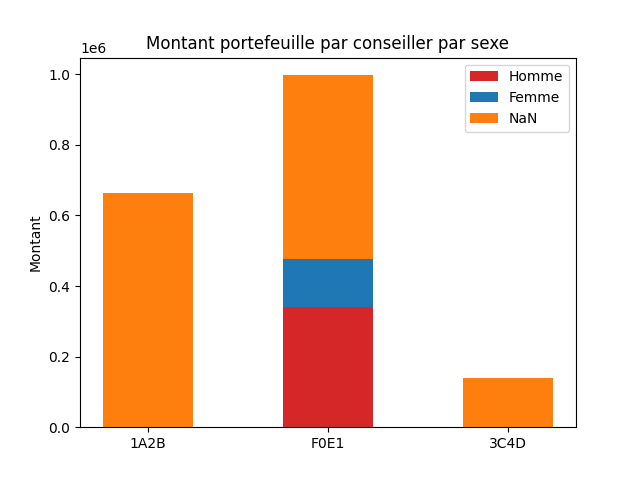 Montant portefeuille par conseiller par sexe
1e6
1.0
0.8
0.6
0.4
0.2
0.0
Montant
Homme
Femme
NaN
1A2B
F0E1
3C4D